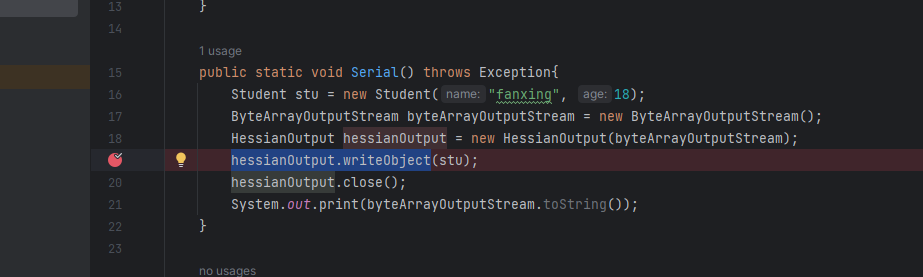 13 }
14
1 usage
15 public static void Serial() throws Exception{
16 Student stu = new Student( name: "fanxing", age: 18);
17 ByteArrayOutputStream byteArrayOutputStream = new ByteArrayOutputStream();
18 HessianOutput hessianOutput = new HessianOutput(byteArrayOutputStream);
hessianOutput.writeObject(stu);
20 hessianOutput.close();
21 System.out.print(byteArrayOutputStream.toString());
22 }
23
no usages